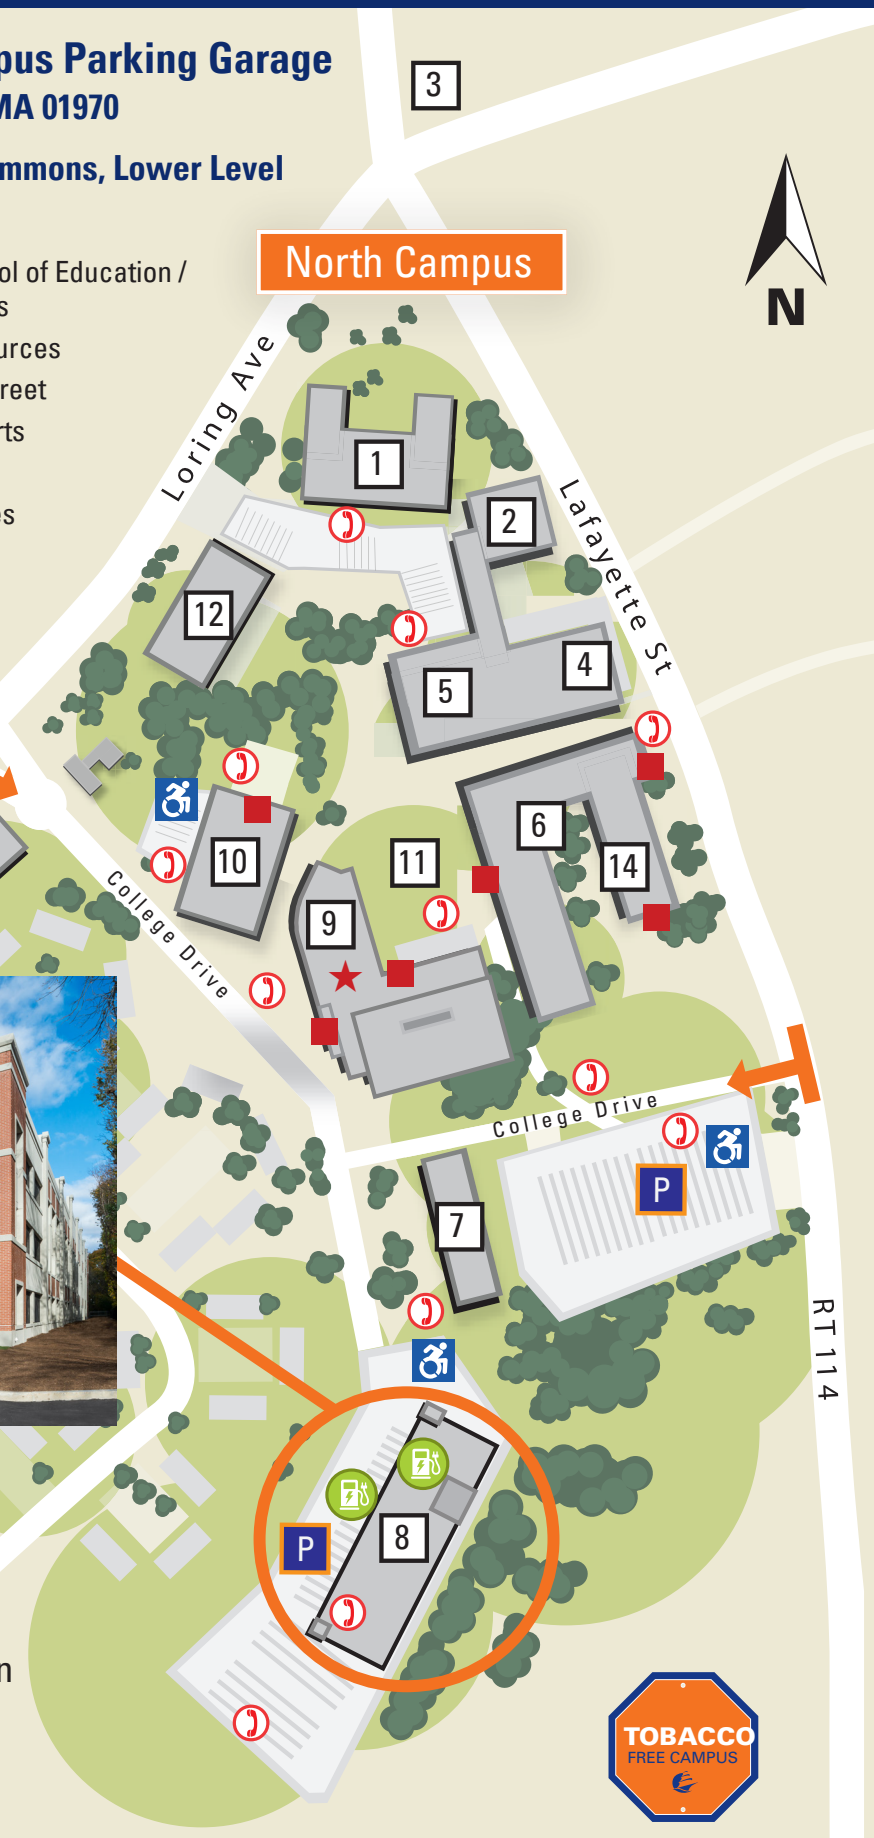 pus Parking Garage
MA 01970
mmons, Lower Level
3
North Campus
ol of Education /
s
urces
reet
rts
es
N
Loring Ave
Lafayette St
1
2
12
4
5
6
10
11
14
9
College Drive
College Drive
P
7
RT 114
8
P
n
TOBACCO
FREE CAMPUS